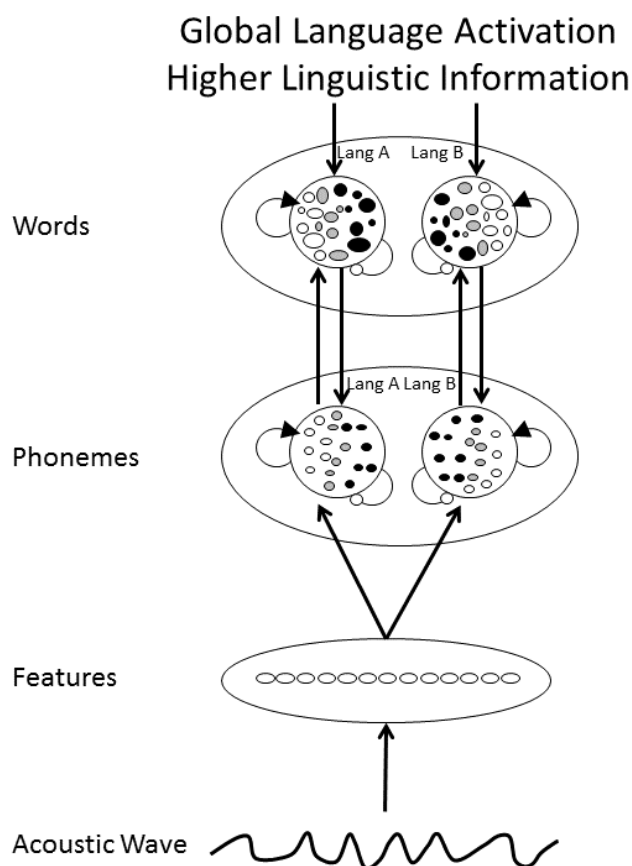 Global Language Activation
Higher Linguistic Information
Lang A Lang B
Words
Lang A Lang B
Phonemes
Features
Acoustic Wave